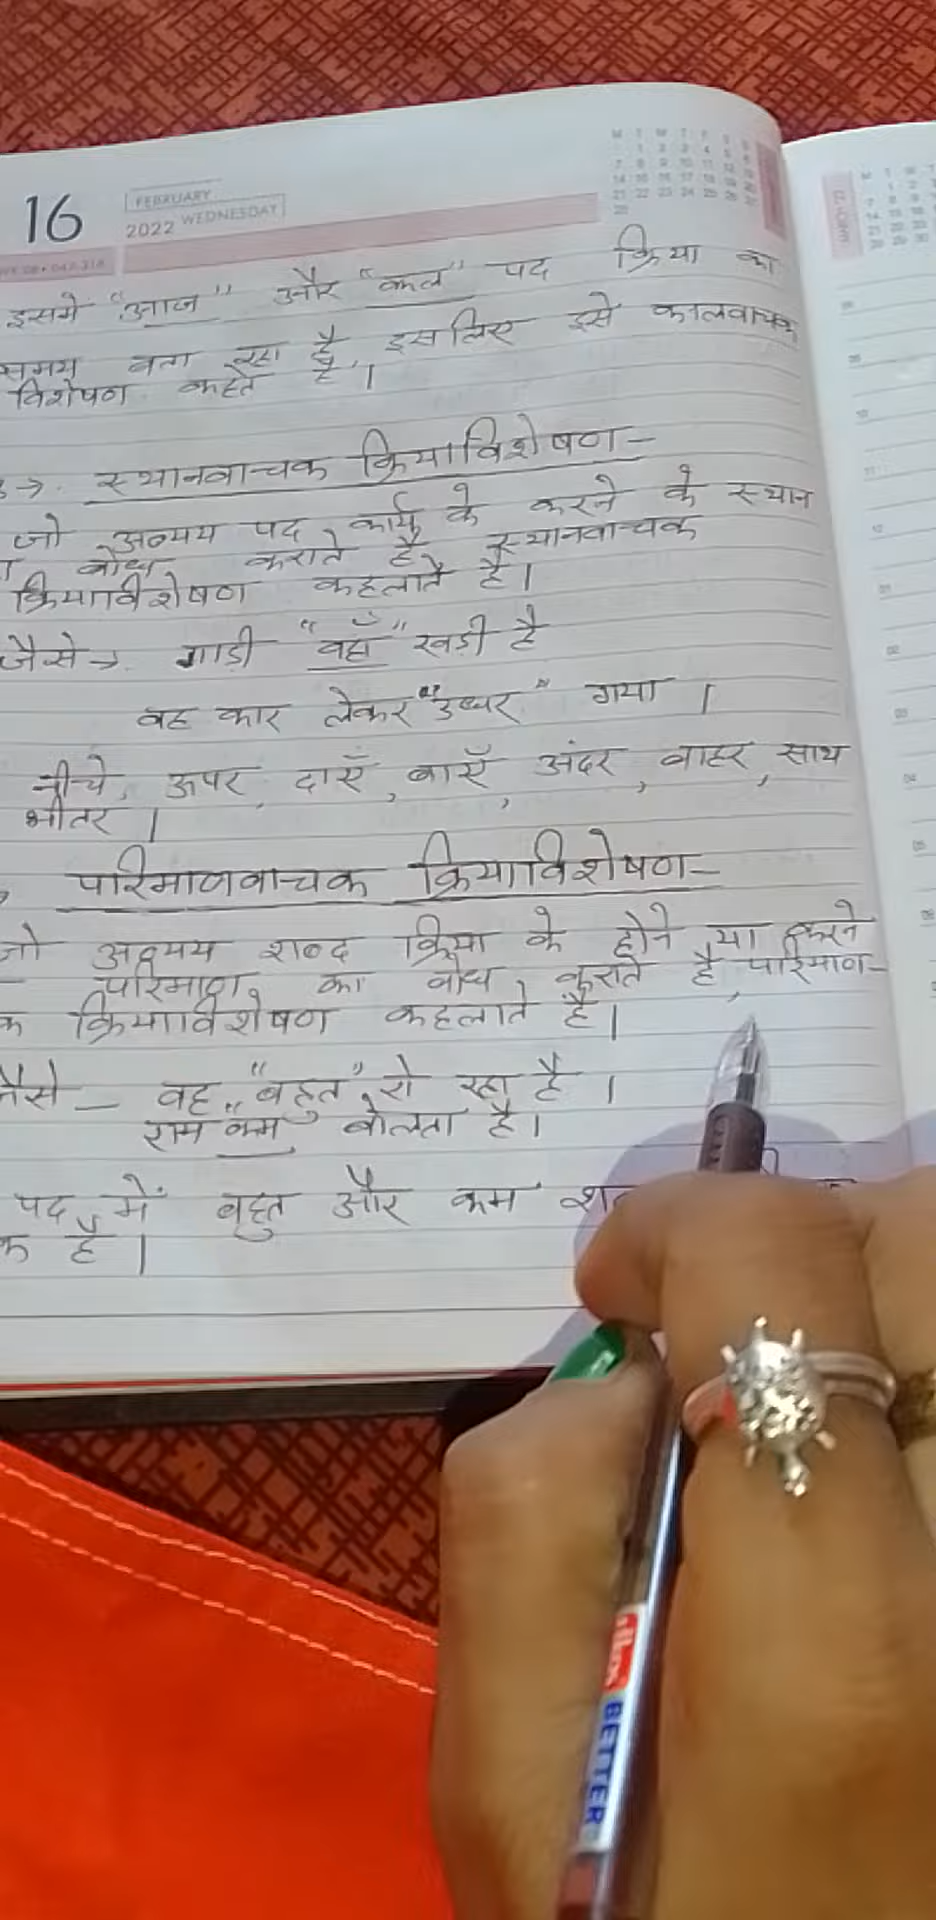 16
FEBRUARY
2022 WEDNESDAY
इसमे "आज" और "कल" पद क्रिया का
समय बता रहा है, इसलिए इसे कालवाचक
विशेषण कहते है।
स्थानवाचक क्रियाविशेषण-
जो अव्यय पद कार्य के करने के स्थान
बोध कराते है, स्थानवाचक
क्रियाविशेषण कहलाते है।
जैसे → गाड़ी "वहाँ" खड़ी है
वह कार लेकर "उधर" गया।
नीचे, ऊपर, दाएँ, बाएँ, अंदर, बाहर, साथ
भीतर।
परिमाणवाचक क्रियाविशेषण-
जो अव्यय शब्द क्रिया के होने या करने
परिमाण का बोध कराते है, परिमाण-
क क्रियाविशेषण कहलाते है।
जैसे - वह "बहुत" रो रहा है।
राम "कम" बोलता है।
पद में बहुत और कम
क है।
BETTER